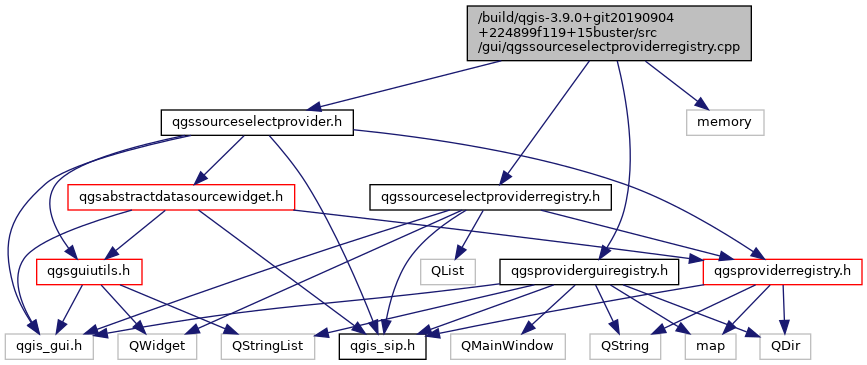 /build/qgis-3.9.0+git20190904
+224899f119+15buster/src
/gui/qgssourceselectproviderregistry.cpp
qgssourceselectprovider.h
memory
qgsabstractdatasourcewidget.h
qgssourceselectproviderregistry.h
qgsguiutils.h
QList
qgsproviderguiregistry.h
qgsproviderregistry.h
qgis_gui.h
QWidget
QStringList
qgis_sip.h
QMainWindow
QString
map
QDir